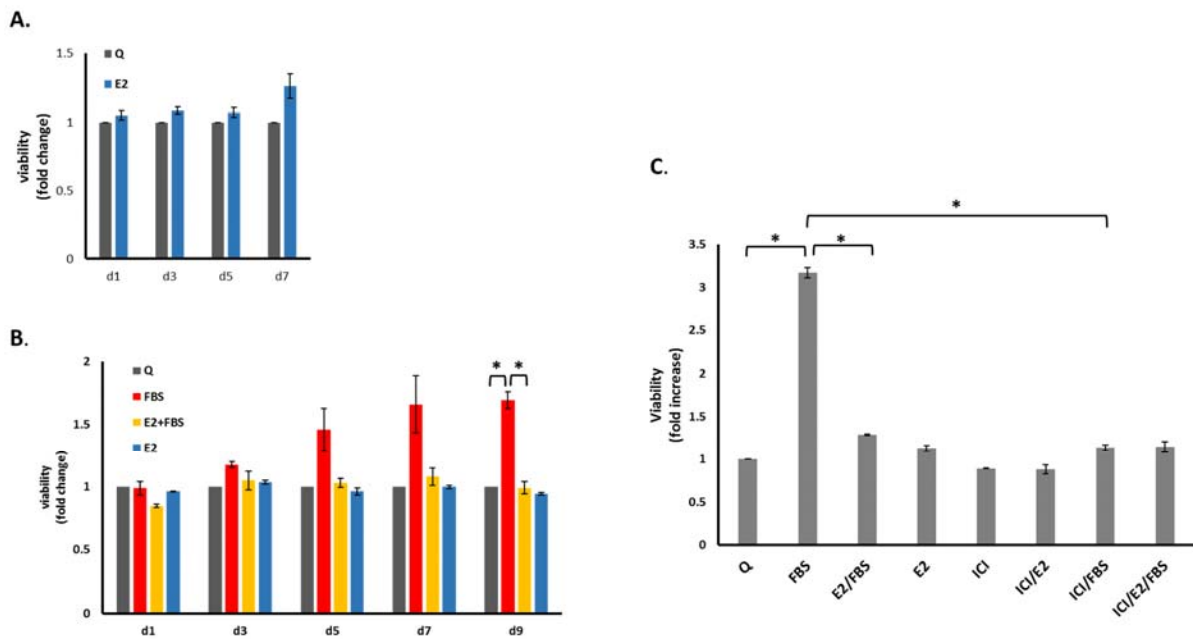 A.
Q
E2
1.5
1
0.5
0
viability
(fold change)
d1 d3 d5 d7
B.
Q
FBS
E2+FBS
E2
2
1.5
1
0.5
0
viability
(fold change)
* *
d1 d3 d5 d7 d9
C.
*
* *
3.5
3
2.5
2
1.5
1
0.5
0
Viability
(fold increase)
Q FBS E2/FBS E2 ICI ICI/E2 ICI/FBS ICI/E2/FBS